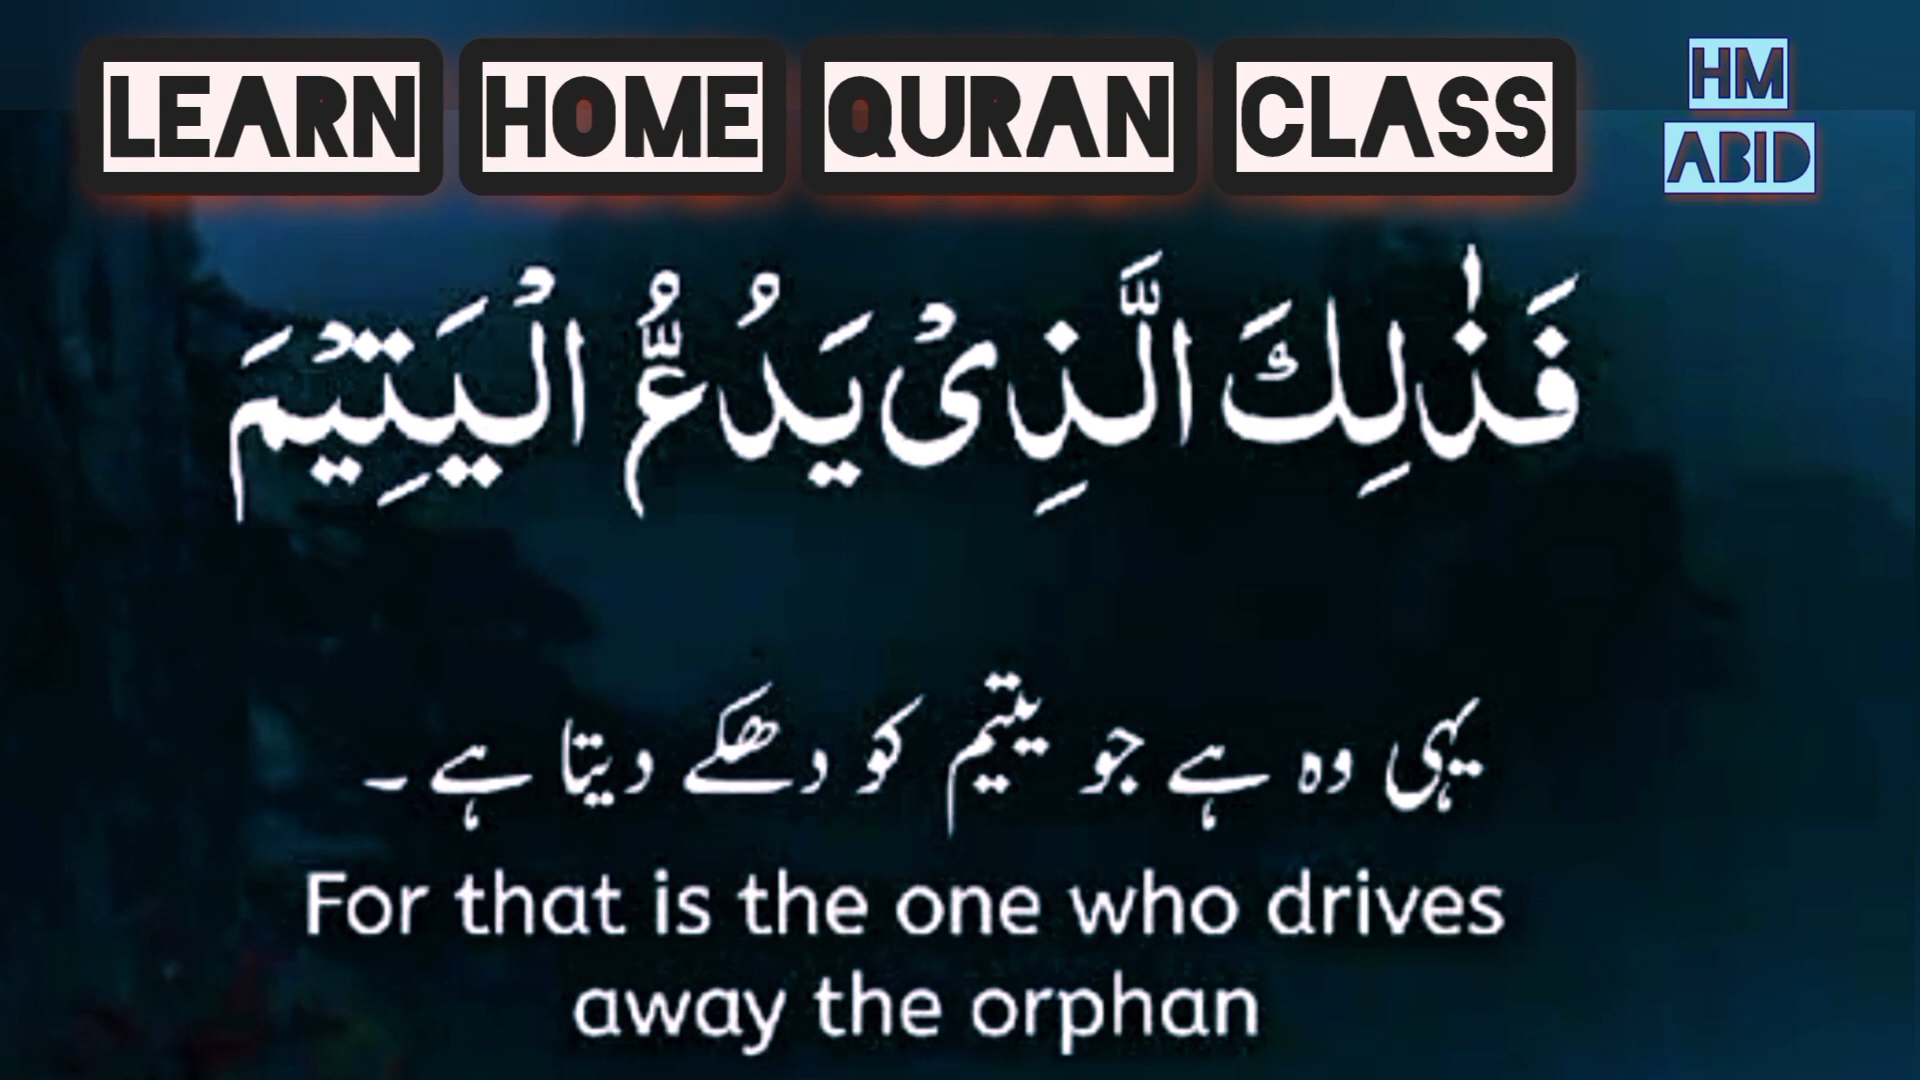 LEARN HOME QURAN CLASS
HM
ABID
فَذٰلِكَ الَّذِىْ يَدُعُّ الْيَتِيْمَ
یہی وہ ہے جو یتیم کو دھکے دیتا ہے۔
For that is the one who drives
away the orphan